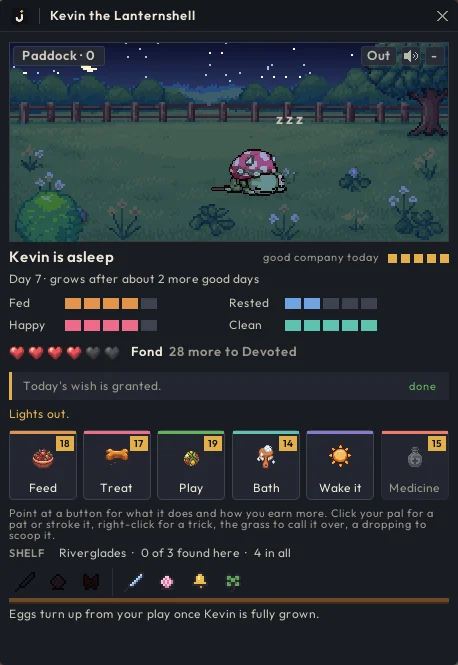 Kevin the Lanternshell
Paddock · 0
Out
-
z z z
Kevin is asleep
good company today
Day 7 · grows after about 2 more good days
Fed
Rested
Happy
Clean
Fond 28 more to Devoted
Today's wish is granted.
done
Lights out.
18
17
19
14
15
Feed
Treat
Play
Bath
Wake it
Medicine
Point at a button for what it does and how you earn more. Click your pal for a
pat or stroke it, right-click for a trick, the grass to call it over, a dropping to
scoop it.
SHELF Riverglades · 0 of 3 found here · 4 in all
Eggs turn up from your play once Kevin is fully grown.